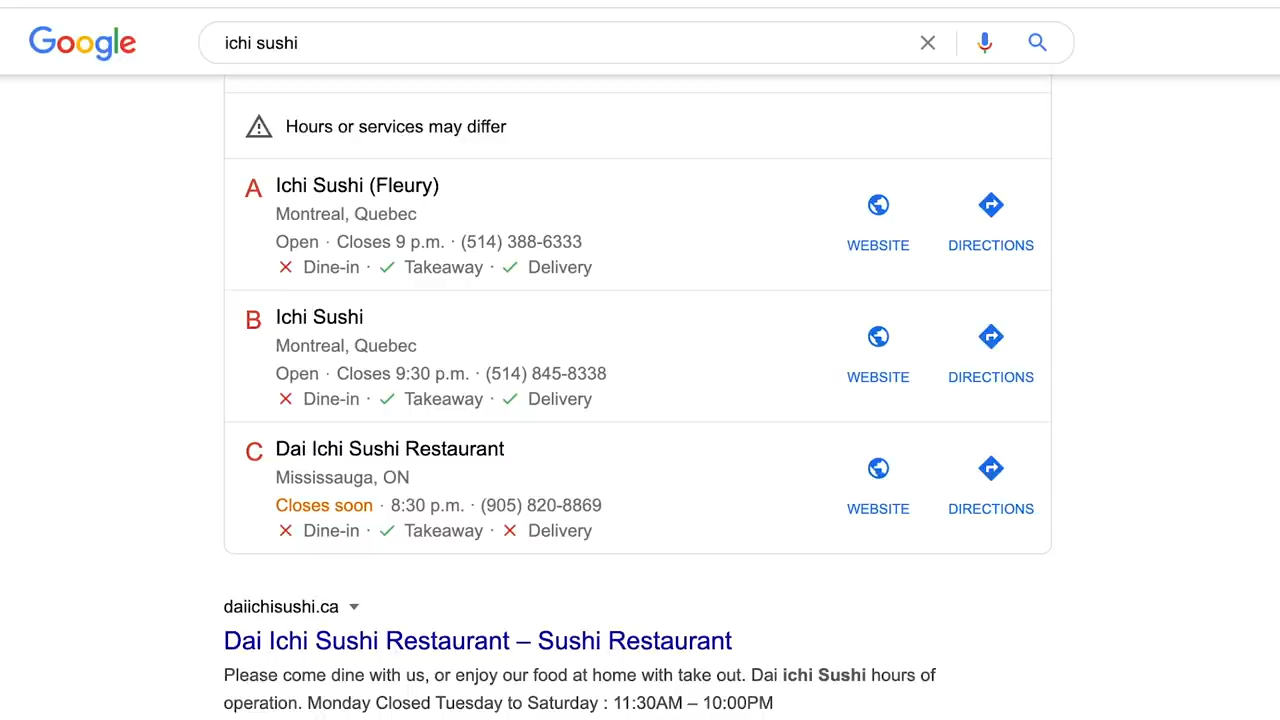 Google
ichi sushi
Hours or services may differ
A Ichi Sushi (Fleury)
Montreal, Quebec
Open · Closes 9 p.m. · (514) 388-6333
✕ Dine-in · ✓ Takeaway · ✓ Delivery
WEBSITE DIRECTIONS
B Ichi Sushi
Montreal, Quebec
Open · Closes 9:30 p.m. · (514) 845-8338
✕ Dine-in · ✓ Takeaway · ✓ Delivery
WEBSITE DIRECTIONS
C Dai Ichi Sushi Restaurant
Mississauga, ON
Closes soon · 8:30 p.m. · (905) 820-8869
✕ Dine-in · ✓ Takeaway · ✕ Delivery
WEBSITE DIRECTIONS
daiichisushi.ca
Dai Ichi Sushi Restaurant – Sushi Restaurant
Please come dine with us, or enjoy our food at home with take out. Dai ichi Sushi hours of
operation. Monday Closed Tuesday to Saturday : 11:30AM – 10:00PM